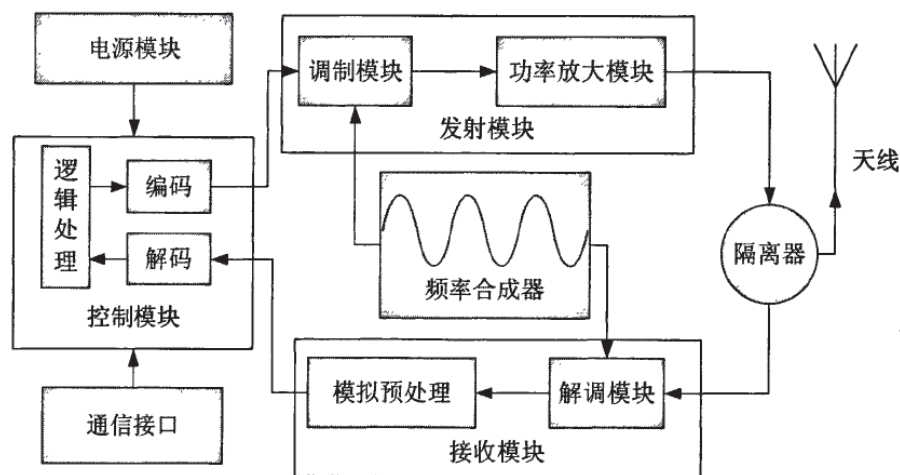 电源模块
调制模块
功率放大模块
发射模块
天线
逻辑处理
编码
解码
控制模块
频率合成器
隔离器
通信接口
模拟预处理
解调模块
接收模块